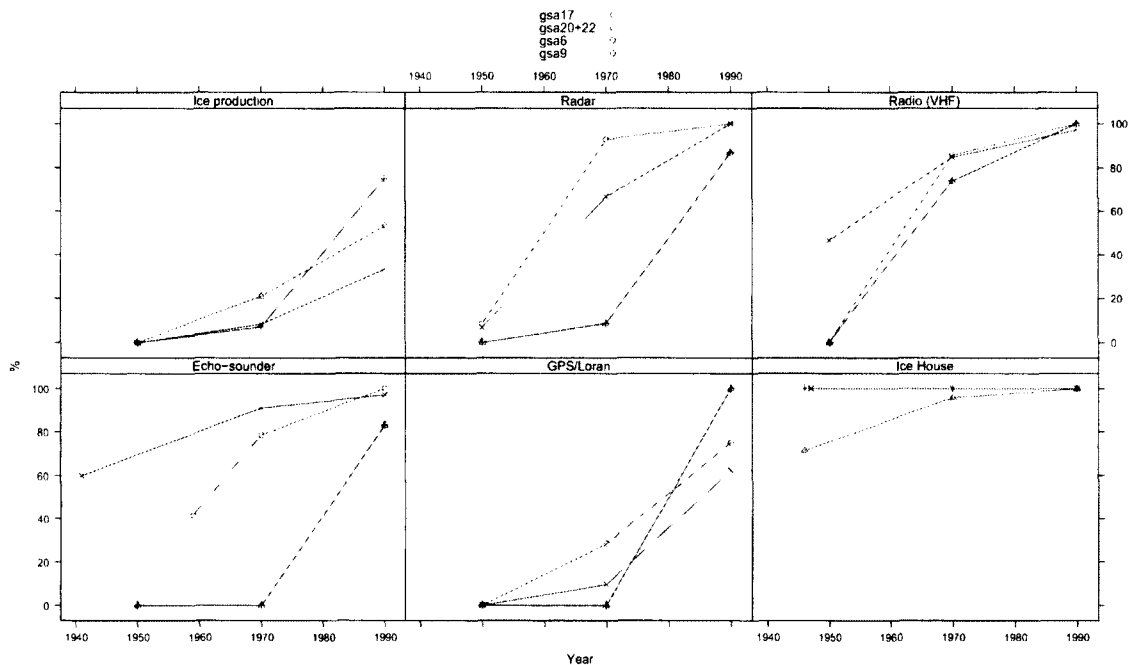 gsa17
gsa20+22
gsa6
gsa9
1940 1950 1960 1970 1980 1990
Ice production
Radar
Radio (VHF)
100
80
60
40
20
0
%
Echo-sounder
GPS/Loran
Ice House
100
80
60
40
20
0
1940 1950 1960 1970 1980 1990
1940 1950 1960 1970 1980 1990
Year